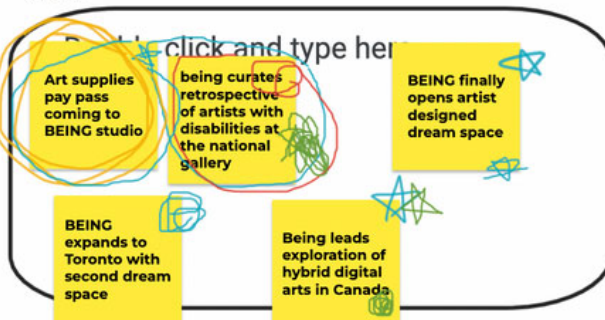 Double click and type here
Art supplies
pay pass
coming to
BEING studio
being curates
retrospective
of artists with
disabilities at
the national
gallery
BEING finally
opens artist
designed
dream space
BEING
expands to
Toronto with
second dream
space
Being leads
exploration of
hybrid digital
arts in Canada